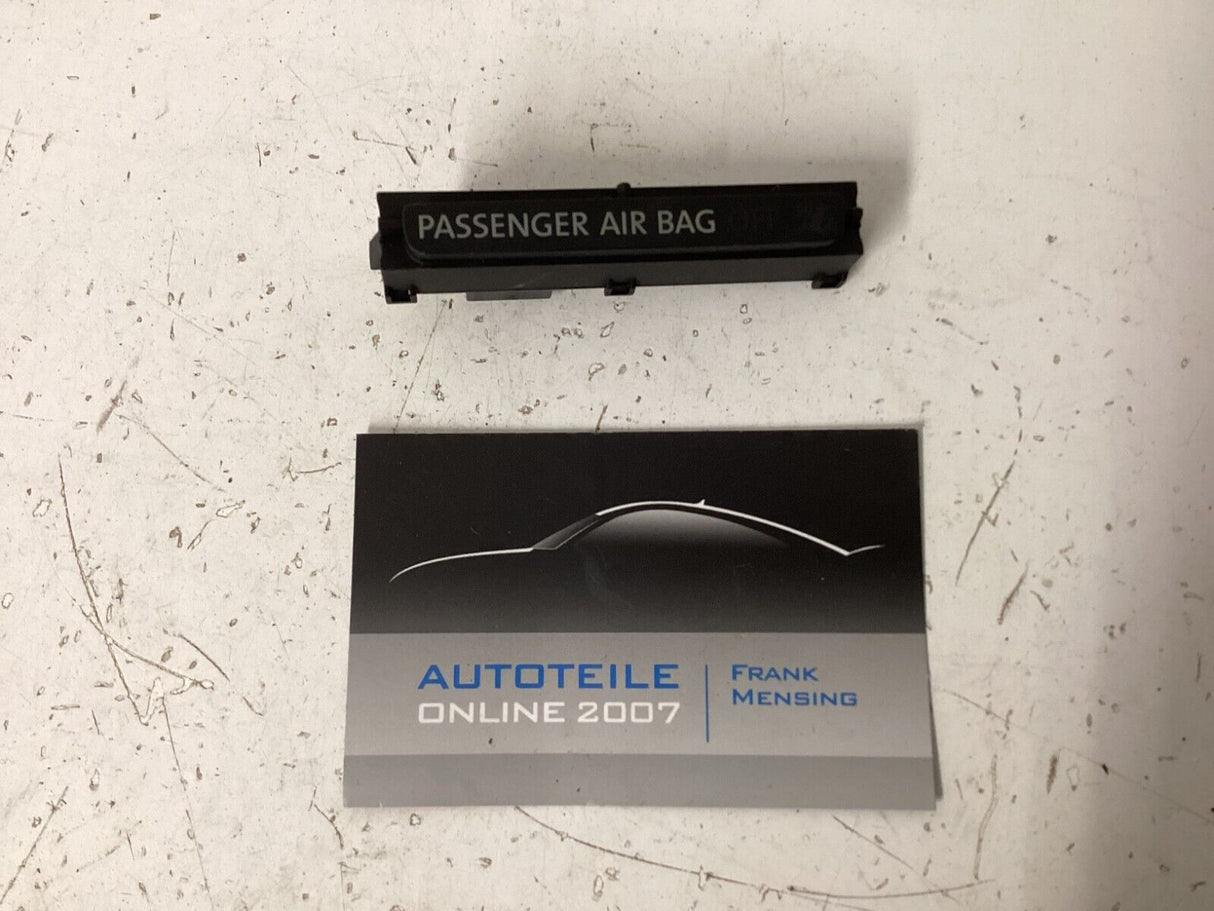 PASSENGER AIR BAG
AUTOTEILE
ONLINE 2007
FRANK
MENSING